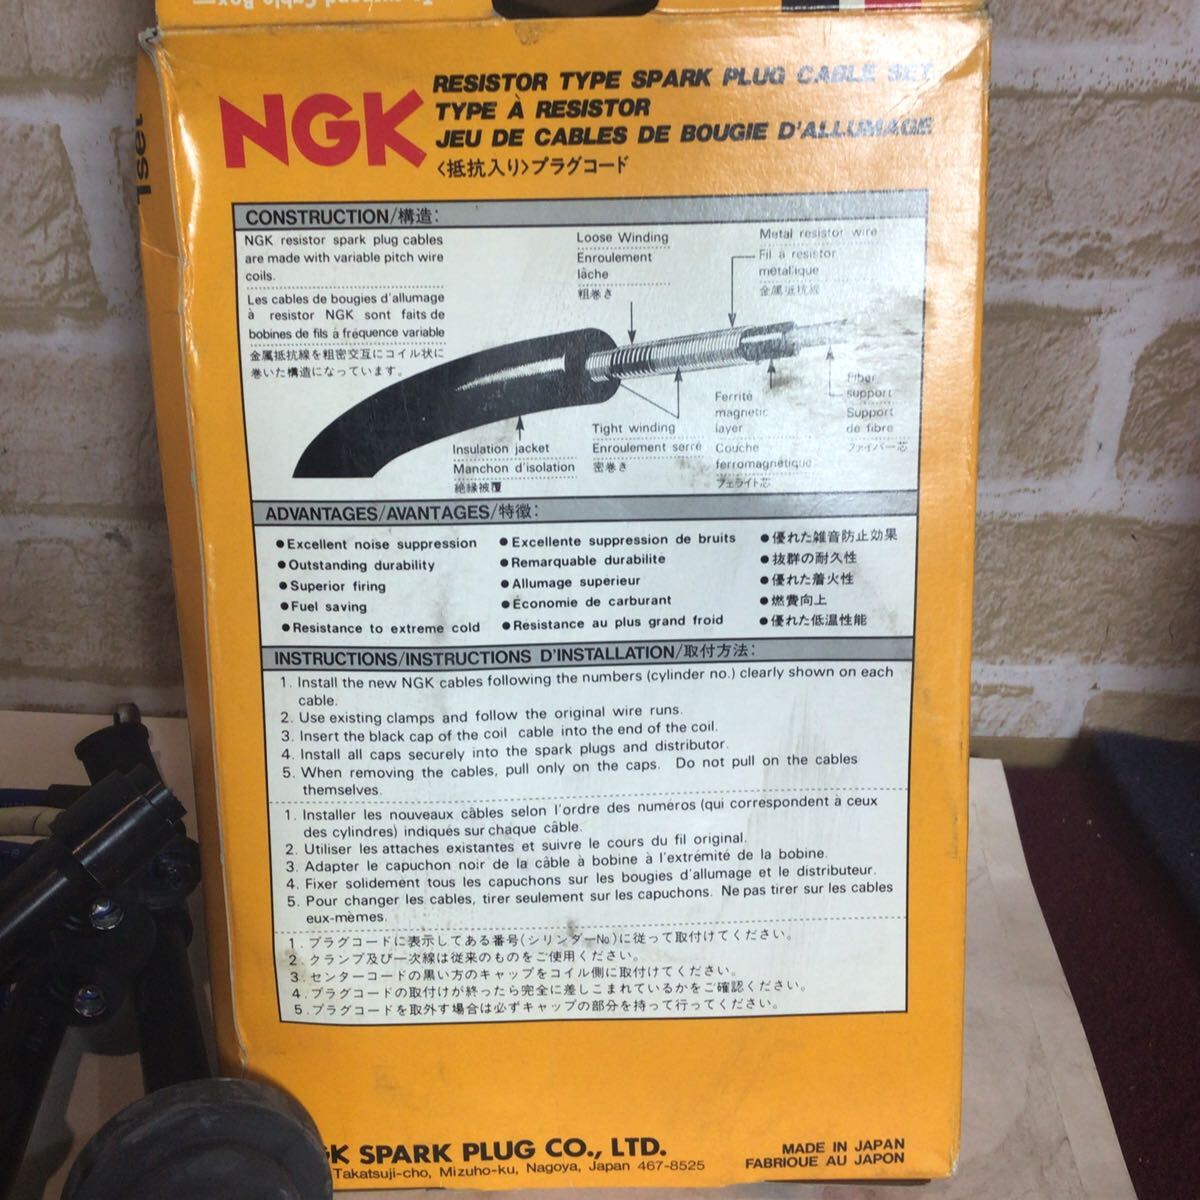 1set
NGK
RESISTOR TYPE SPARK PLUG CABLE SET
TYPE À RESISTOR
JEU DE CABLES DE BOUGIE D'ALLUMAGE
〈抵抗入り〉プラグコード
CONSTRUCTION/構造:
NGK resistor spark plug cables
are made with variable pitch wire
coils.
Les cables de bougies d'allumage
à resistor NGK sont faits de
bobines de fils á fréquence variable
金属抵抗線を粗密交互にコイル状に
巻いた構造になっています。
Loose Winding
Enroulement
lâche
粗巻き
Metal resistor wire
Fil à resistor
métallique
金属抵抗線
Insulation jacket
Manchon d'isolation
絶縁被覆
Tight winding
Enroulement serré
密巻き
Ferrite
magnetic
layer
Couche
ferromagnétique
フェライト芯
Fiber
support
Support
de fibre
ファイバー芯
ADVANTAGES/AVANTAGES/特徴:
● Excellent noise suppression
● Outstanding durability
● Superior firing
● Fuel saving
● Resistance to extreme cold
● Excellente suppression de bruits
● Remarquable durabilité
● Allumage supérieur
● Économie de carburant
● Resistance au plus grand froid
● 優れた雑音防止効果
● 抜群の耐久性
● 優れた着火性
● 燃費向上
● 優れた低温性能
INSTRUCTIONS/INSTRUCTIONS D'INSTALLATION/取付方法:
1. Install the new NGK cables following the numbers (cylinder no.) clearly shown on each
cable.
2. Use existing clamps and follow the original wire runs.
3. Insert the black cap of the coil cable into the end of the coil.
4. Install all caps securely into the spark plugs and distributor.
5. When removing the cables, pull only on the caps. Do not pull on the cables
themselves.
1. Installer les nouveaux câbles selon l'ordre des numéros (qui correspondent à ceux
des cylindres) indiqués sur chaque câble.
2. Utiliser les attaches existantes et suivre le cours du fil original.
3. Adapter le capuchon noir de la câble à bobine à l'extrémité de la bobine.
4. Fixer solidement tous les capuchons sur les bougies d'allumage et le distributeur.
5. Pour changer les cables, tirer seulement sur les capuchons. Ne pas tirer sur les cables
eux-mèmes.
1. プラグコードに表示してある番号(シリンダーNo)に従って取付けてください。
2. クランプ及び一次線は従来のものをご使用ください。
3. センターコードの黒い方のキャップをコイル側に取付けてください。
4. プラグコードの取付けが終ったら完全に差しこまれているかをご確認ください。
5. プラグコードを取外す場合は必ずキャップの部分を持って行ってください。
GK SPARK PLUG CO., LTD.
Takatsuji-cho, Mizuho-ku, Nagoya, Japan 467-8525
MADE IN JAPAN
FABRIQUE AU JAPON